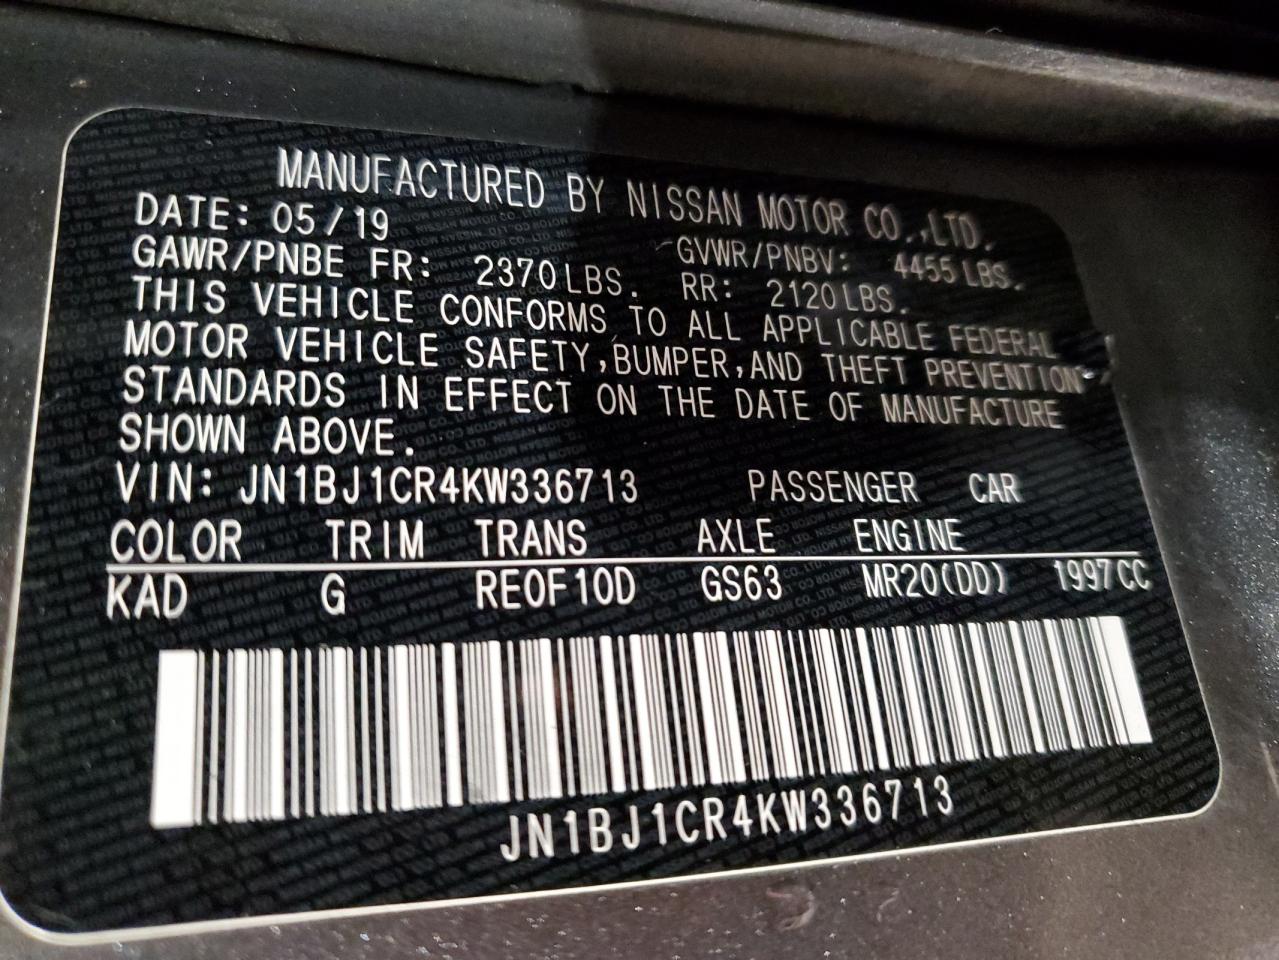 MANUFACTURED BY NISSAN MOTOR CO.,LTD.
DATE: 05/19 GVWR/PNBV: 4455LBS.
GAWR/PNBE FR: 2370LBS. RR: 2120LBS.
THIS VEHICLE CONFORMS TO ALL APPLICABLE FEDERAL
MOTOR VEHICLE SAFETY,BUMPER,AND THEFT PREVENTION
STANDARDS IN EFFECT ON THE DATE OF MANUFACTURE
SHOWN ABOVE.
VIN: JN1BJ1CR4KW336713 PASSENGER CAR
COLOR TRIM TRANS AXLE ENGINE
KAD G RE0F10D GS63 MR20(DD) 1997CC
JN1BJ1CR4KW336713